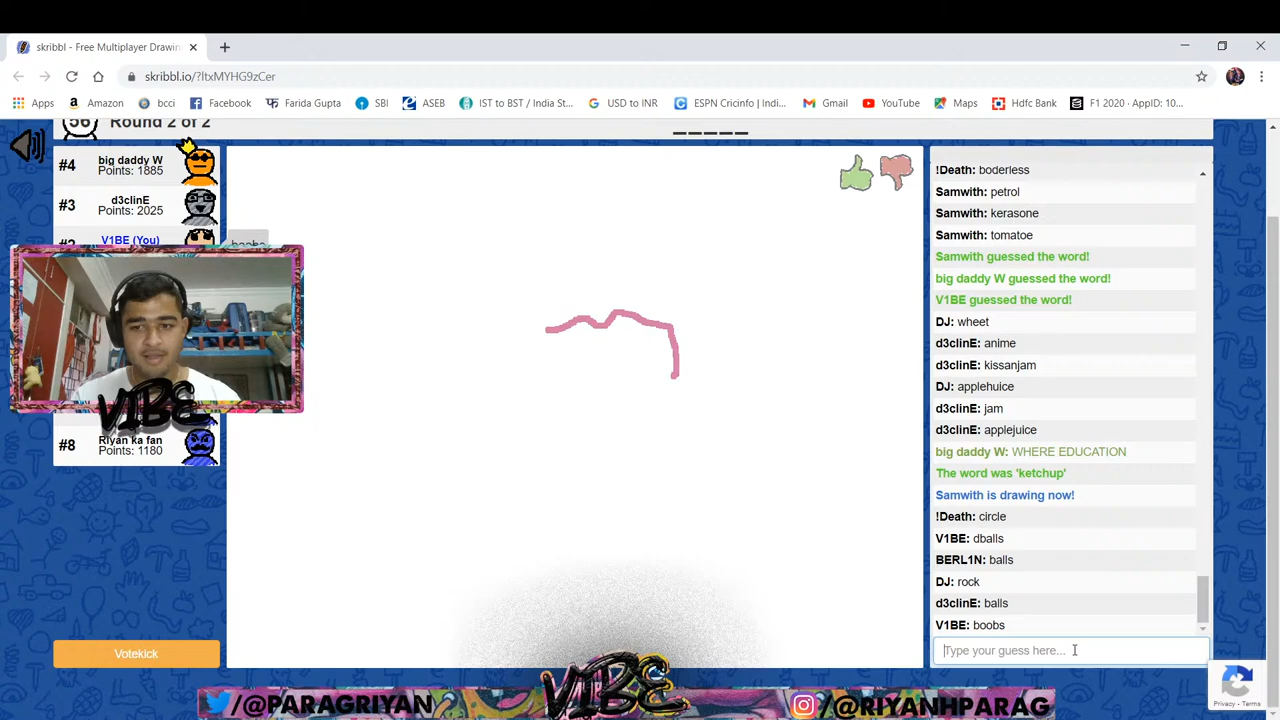 skribbl - Free Multiplayer Drawin
skribbl.io/?ltxMYHG9zCer
Apps Amazon bcci Facebook Farida Gupta SBI ASEB IST to BST / India St... USD to INR ESPN Cricinfo | Indi... Gmail YouTube Maps Hdfc Bank F1 2020 · AppID: 10...
56 Round 2 of 2
#4 big daddy W
Points: 1885
#3 d3clinE
Points: 2025
V1BE (You)
#8 Riyan ka fan
Points: 1180
Votekick
VIBE
!Death: boderless
Samwith: petrol
Samwith: kerasone
Samwith: tomatoe
Samwith guessed the word!
big daddy W guessed the word!
V1BE guessed the word!
DJ: wheet
d3clinE: anime
d3clinE: kissanjam
DJ: applehuice
d3clinE: jam
d3clinE: applejuice
big daddy W: WHERE EDUCATION
The word was 'ketchup'
Samwith is drawing now!
!Death: circle
V1BE: dballs
BERL1N: balls
DJ: rock
d3clinE: balls
V1BE: boobs
Type your guess here...
Privacy - Terms
/@PARAGRIYAN
VIBE